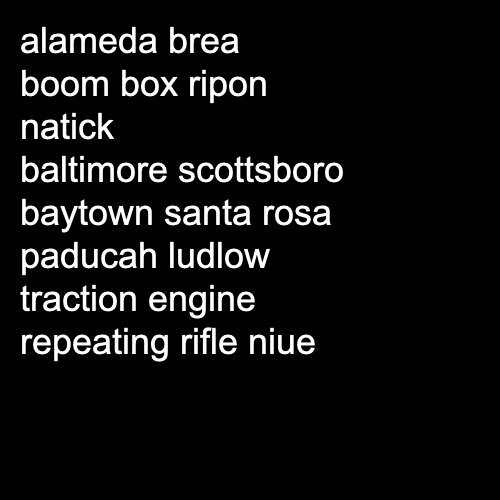 alameda brea
boom box ripon
natick
baltimore scottsboro
baytown santa rosa
paducah ludlow
traction engine
repeating rifle niue